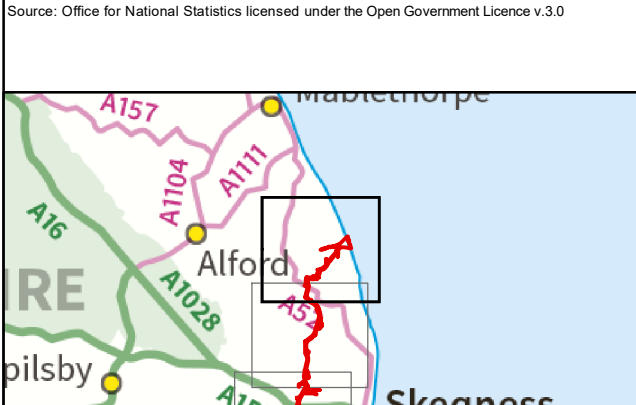 Source: Office for National Statistics licensed under the Open Government Licence v.3.0
Mablethorpe
A157
A1104
A1111
A16
Alford
IRE
A1028
A52
pilsby
Skegness